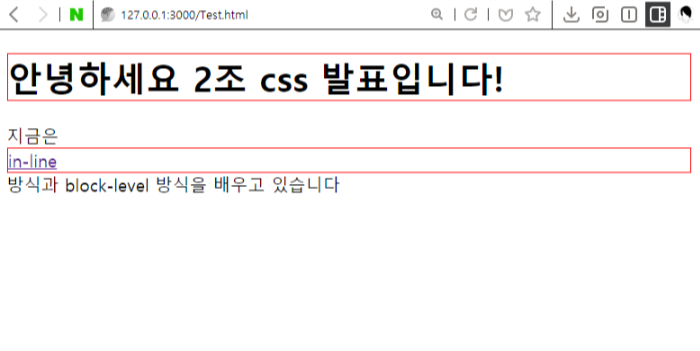 N 127.0.0.1:3000/Test.html
안녕하세요 2조 css 발표입니다!
지금은
in-line
방식과 block-level 방식을 배우고 있습니다